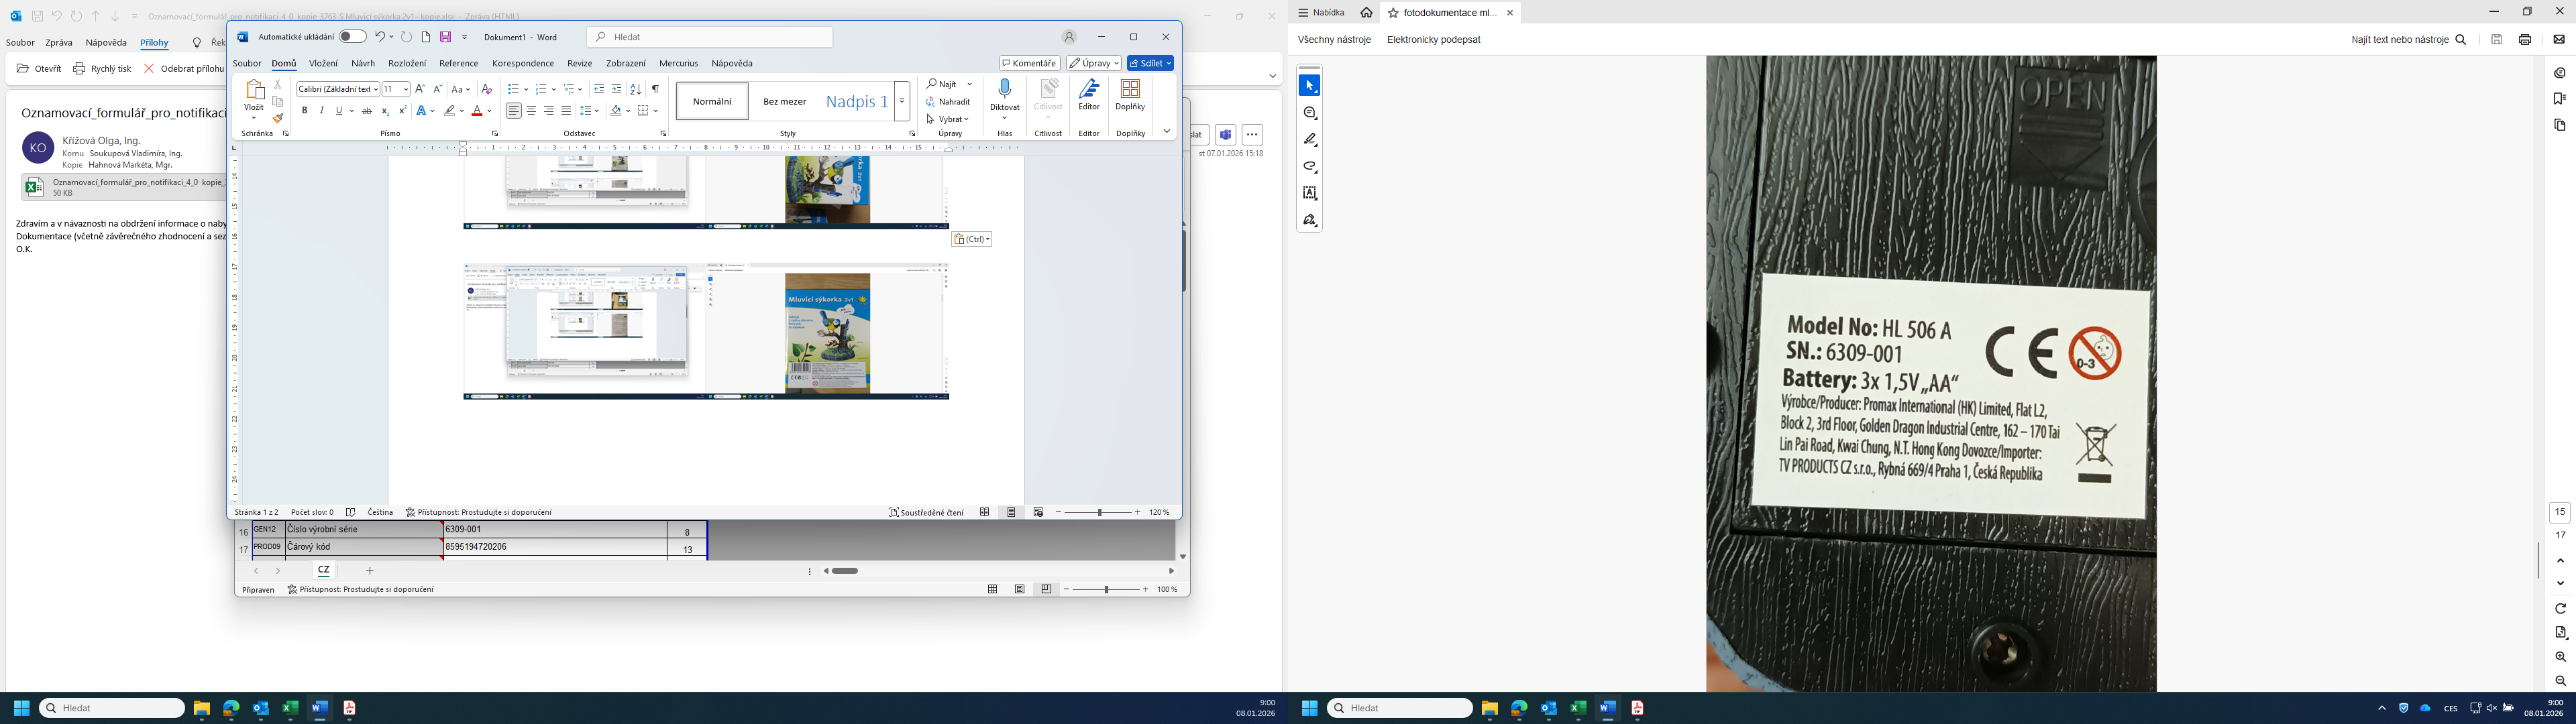 Oznamovací_formulář_pro_notifikaci_4_0_kopie_3763_S Mluvící sýkorka 2v1– kopie.xlsx - Zpráva (HTML)
Soubor Zpráva Nápověda Přílohy
Otevřít Rychlý tisk Odebrat přílohu
Oznamovací_formulář_pro_notifikaci
KO
Křížová Olga, Ing.
Komu Soukupová Vladimíra, Ing.
Kopie Hahnová Markéta, Mgr.
st 07.01.2026 15:18
Oznamovací_formulář_pro_notifikaci_4_0 kopie_
50 KB
Zdravím a v návaznosti na obdržení informace o naby
Dokumentace (včetně závěrečného zhodnocení a sez
O.K.
Automatické ukládání Dokument1 - Word Hledat
Soubor Domů Vložení Návrh Rozložení Reference Korespondence Revize Zobrazení Mercurius Nápověda Komentáře Úpravy Sdílet
Vložit
Calibri (Základní text 11
Normální Bez mezer Nadpis 1
Najít
Nahradit
Vybrat
Diktovat Citlivost Editor Doplňky
Schránka Písmo Odstavec Styly Úpravy Hlas Citlivost Editor Doplňky
(Ctrl)
Mluvící sýkorka 2v1
Stránka 1 z 2 Počet slov: 0 Čeština Přístupnost: Prostudujte si doporučení Soustředěné čtení 120 %
16 GEN12 Číslo výrobní série 6309-001 8
17 PROD09 Čárový kód 8595194720206 13
CZ
Připraven Přístupnost: Prostudujte si doporučení 100 %
Hledat
9:00
08.01.2026
Nabídka fotodokumentace ml...
Všechny nástroje Elektronicky podepsat Najít text nebo nástroje
OPEN
Model No: HL 506 A
SN.: 6309-001
Battery: 3x 1,5V „AA“
CE
0-3
Výrobce/Producer: Promax International (HK) Limited, Flat L2,
Block 2, 3rd Floor, Golden Dragon Industrial Centre, 162 – 170 Tai
Lin Pai Road, Kwai Chung, N.T. Hong Kong Dovozce/Importer:
TV PRODUCTS CZ s.r.o., Rybná 669/4 Praha 1, Česká Republika
15
17
Hledat
CES
9:00
08.01.2026